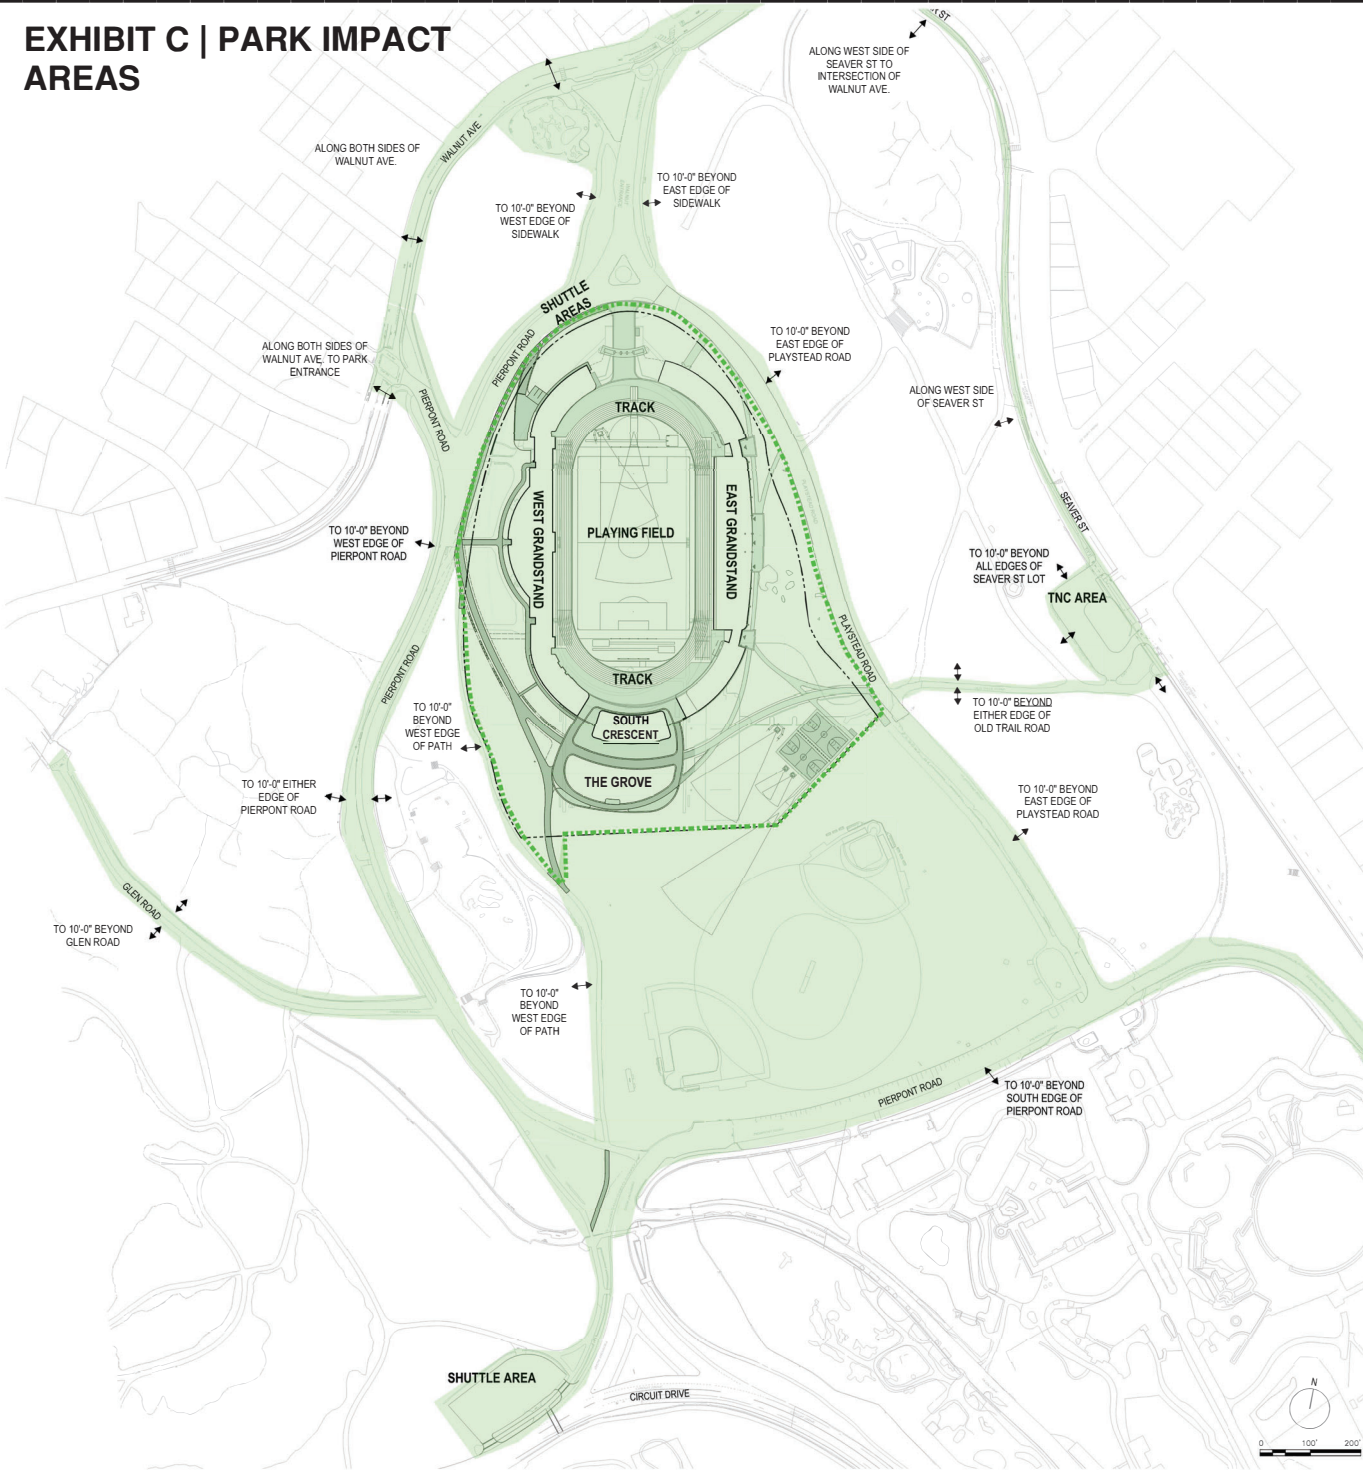 EXHIBIT C | PARK IMPACT
AREAS
ST
ALONG WEST SIDE OF
SEAVER ST TO
INTERSECTION OF
WALNUT AVE.
ALONG BOTH SIDES OF
WALNUT AVE.
WALNUT AVE
TO 10'-0" BEYOND
WEST EDGE OF
SIDEWALK
TO 10'-0" BEYOND
EAST EDGE OF
SIDEWALK
SHUTTLE
AREAS
PIERPONT ROAD
ALONG BOTH SIDES OF
WALNUT AVE. TO PARK
ENTRANCE
PIERPONT ROAD
TO 10'-0" BEYOND
EAST EDGE OF
PLAYSTEAD ROAD
ALONG WEST SIDE
OF SEAVER ST
SEAVER ST
TRACK
WEST GRANDSTAND
PLAYING FIELD
EAST GRANDSTAND
TO 10'-0" BEYOND
WEST EDGE OF
PIERPONT ROAD
TO 10'-0" BEYOND
ALL EDGES OF
SEAVER ST LOT
TNC AREA
PLAYSTEAD ROAD
PIERPONT ROAD
TRACK
SOUTH
CRESCENT
THE GROVE
TO 10'-0"
BEYOND
WEST EDGE
OF PATH
TO 10'-0" BEYOND
EITHER EDGE OF
OLD TRAIL ROAD
TO 10'-0" EITHER
EDGE OF
PIERPONT ROAD
TO 10'-0" BEYOND
EAST EDGE OF
PLAYSTEAD ROAD
GLEN ROAD
TO 10'-0" BEYOND
GLEN ROAD
TO 10'-0"
BEYOND
WEST EDGE
OF PATH
PIERPONT ROAD
TO 10'-0" BEYOND
SOUTH EDGE OF
PIERPONT ROAD
SHUTTLE AREA
CIRCUIT DRIVE
N
0 100' 200'